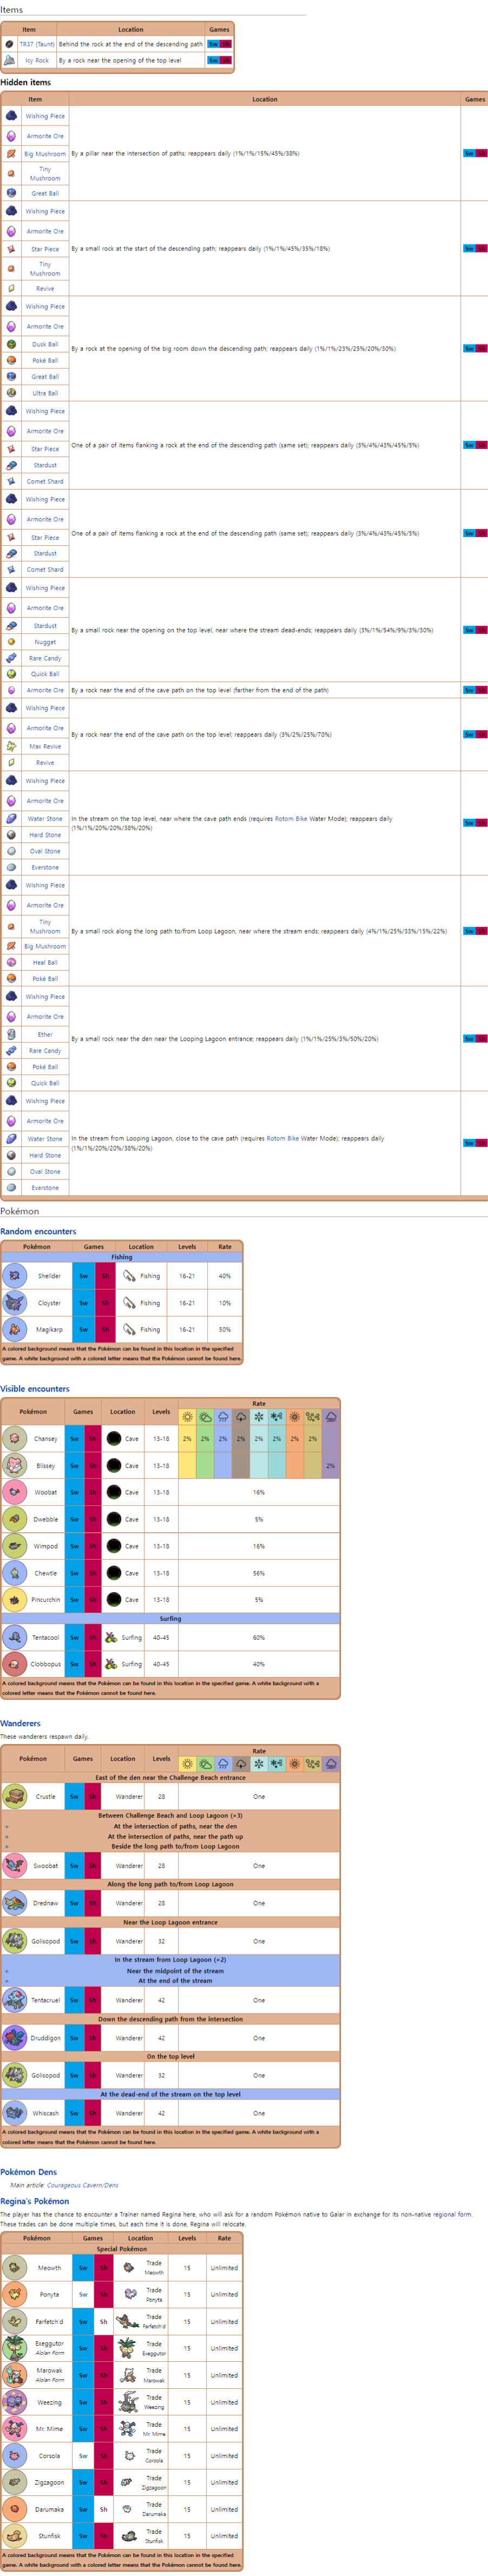 Items
Item Location Games
TR37 (Taunt) Behind the rock at the end of the descending path Sw Sh
Icy Rock By a rock near the opening of the top level Sw Sh
Hidden items
Item Location Games
Wishing Piece
Armorite Ore
Big Mushroom By a pillar near the intersection of paths; reappears daily (1%/1%/15%/45%/38%) Sw Sh
Tiny
Mushroom
Great Ball
Wishing Piece
Armorite Ore
Star Piece By a small rock at the start of the descending path; reappears daily (1%/1%/45%/35%/18%) Sw Sh
Tiny
Mushroom
Revive
Wishing Piece
Armorite Ore
Dusk Ball
By a rock at the opening of the big room down the descending path; reappears daily (1%/1%/23%/25%/20%/30%) Sw Sh
Poké Ball
Great Ball
Ultra Ball
Wishing Piece
Armorite Ore
One of a pair of items flanking a rock at the end of the descending path (same set); reappears daily (3%/4%/43%/45%/5%) Sw Sh
Star Piece
Stardust
Comet Shard
Wishing Piece
Armorite Ore
One of a pair of items flanking a rock at the end of the descending path (same set); reappears daily (3%/4%/43%/45%/5%) Sw Sh
Star Piece
Stardust
Comet Shard
Wishing Piece
Armorite Ore
Stardust
By a small rock near the opening on the top level, near where the stream dead-ends; reappears daily (3%/1%/54%/9%/3%/30%) Sw Sh
Nugget
Rare Candy
Quick Ball
Armorite Ore By a rock near the end of the cave path on the top level (farther from the end of the path) Sw Sh
Wishing Piece
Armorite Ore
By a rock near the end of the cave path on the top level; reappears daily (3%/2%/25%/70%) Sw Sh
Max Revive
Revive
Wishing Piece
Armorite Ore
Water Stone In the stream on the top level, near where the cave path ends (requires Rotom Bike Water Mode); reappears daily
(1%/1%/20%/20%/38%/20%) Sw Sh
Hard Stone
Oval Stone
Everstone
Wishing Piece
Armorite Ore
Tiny
Mushroom By a small rock along the long path to/from Loop Lagoon, near where the stream ends; reappears daily (4%/1%/25%/33%/15%/22%) Sw Sh
Big Mushroom
Heal Ball
Poké Ball
Wishing Piece
Armorite Ore
Ether
By a small rock near the den near the Looping Lagoon entrance; reappears daily (1%/1%/25%/3%/50%/20%) Sw Sh
Rare Candy
Poké Ball
Quick Ball
Wishing Piece
Armorite Ore
Water Stone In the stream from Looping Lagoon, close to the cave path (requires Rotom Bike Water Mode); reappears daily
(1%/1%/20%/20%/38%/20%) Sw Sh
Hard Stone
Oval Stone
Everstone
Pokémon
Random encounters
Pokémon Games Location Levels Rate
Fishing
Shellder Sw Sh Fishing 16-21 40%
Cloyster Sw Sh Fishing 16-21 10%
Magikarp Sw Sh Fishing 16-21 50%
A colored background means that the Pokémon can be found in this location in the specified
game. A white background with a colored letter means that the Pokémon cannot be found here.
Visible encounters
Pokémon Games Location Levels Rate
Chansey Sw Sh Cave 13-18 2% 2% 2% 2% 2% 2% 2% 2%
Blissey Sw Sh Cave 13-18 2%
Woobat Sw Sh Cave 13-18 16%
Dwebble Sw Sh Cave 13-18 5%
Wimpod Sw Sh Cave 13-18 16%
Chewtle Sw Sh Cave 13-18 56%
Pincurchin Sw Sh Cave 13-18 5%
Surfing
Tentacool Sw Sh Surfing 40-45 60%
Clobbopus Sw Sh Surfing 40-45 40%
A colored background means that the Pokémon can be found in this location in the specified game. A white background with a
colored letter means that the Pokémon cannot be found here.
Wanderers
These wanderers respawn daily.
Pokémon Games Location Levels Rate
East of the den near the Challenge Beach entrance
Crustle Sw Sh Wanderer 28 One
Between Challenge Beach and Loop Lagoon (×3)
At the intersection of paths, near the den
At the intersection of paths, near the path up
Beside the long path to/from Loop Lagoon
Swoobat Sw Sh Wanderer 28 One
Along the long path to/from Loop Lagoon
Drednaw Sw Sh Wanderer 28 One
Near the Loop Lagoon entrance
Golisopod Sw Sh Wanderer 32 One
In the stream from Loop Lagoon (×2)
Near the midpoint of the stream
At the end of the stream
Tentacruel Sw Sh Wanderer 42 One
Down the descending path from the intersection
Druddigon Sw Sh Wanderer 42 One
On the top level
Golisopod Sw Sh Wanderer 32 One
At the dead-end of the stream on the top level
Whiscash Sw Sh Wanderer 42 One
A colored background means that the Pokémon can be found in this location in the specified game. A white background with a
colored letter means that the Pokémon cannot be found here.
Pokémon Dens
Main article: Courageous Cavern/Dens
Regina's Pokémon
The player has the chance to encounter a Trainer named Regina here, who will ask for a random Pokémon native to Galar in exchange for its non-native regional form.
These trades can be done multiple times, but each time it is done, Regina will relocate.
Pokémon Games Location Levels Rate
Special Pokémon
Meowth Sw Sh Trade Meowth 15 Unlimited
Ponyta Sw Sh Trade Ponyta 15 Unlimited
Farfetch'd Sw Sh Trade Farfetch'd 15 Unlimited
Exeggutor Alolan Form Sw Sh Trade Exeggutor 15 Unlimited
Marowak Alolan Form Sw Sh Trade Marowak 15 Unlimited
Weezing Sw Sh Trade Weezing 15 Unlimited
Mr. Mime Sw Sh Trade Mr. Mime 15 Unlimited
Corsola Sw Sh Trade Corsola 15 Unlimited
Zigzagoon Sw Sh Trade Zigzagoon 15 Unlimited
Darumaka Sw Sh Trade Darumaka 15 Unlimited
Stunfisk Sw Sh Trade Stunfisk 15 Unlimited
A colored background means that the Pokémon can be found in this location in the specified
game. A white background with a colored letter means that the Pokémon cannot be found here.